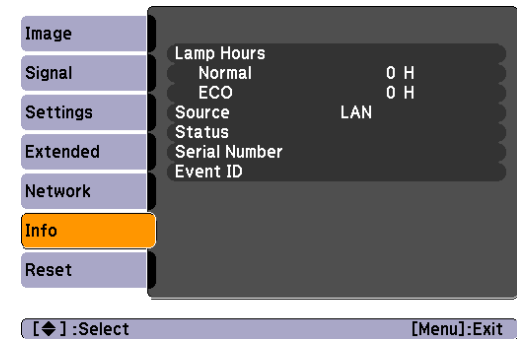 Image
Signal
Settings
Extended
Network
Info
Reset
Lamp Hours
Normal 0 H
ECO 0 H
Source LAN
Status
Serial Number
Event ID
[◆] :Select [Menu]:Exit